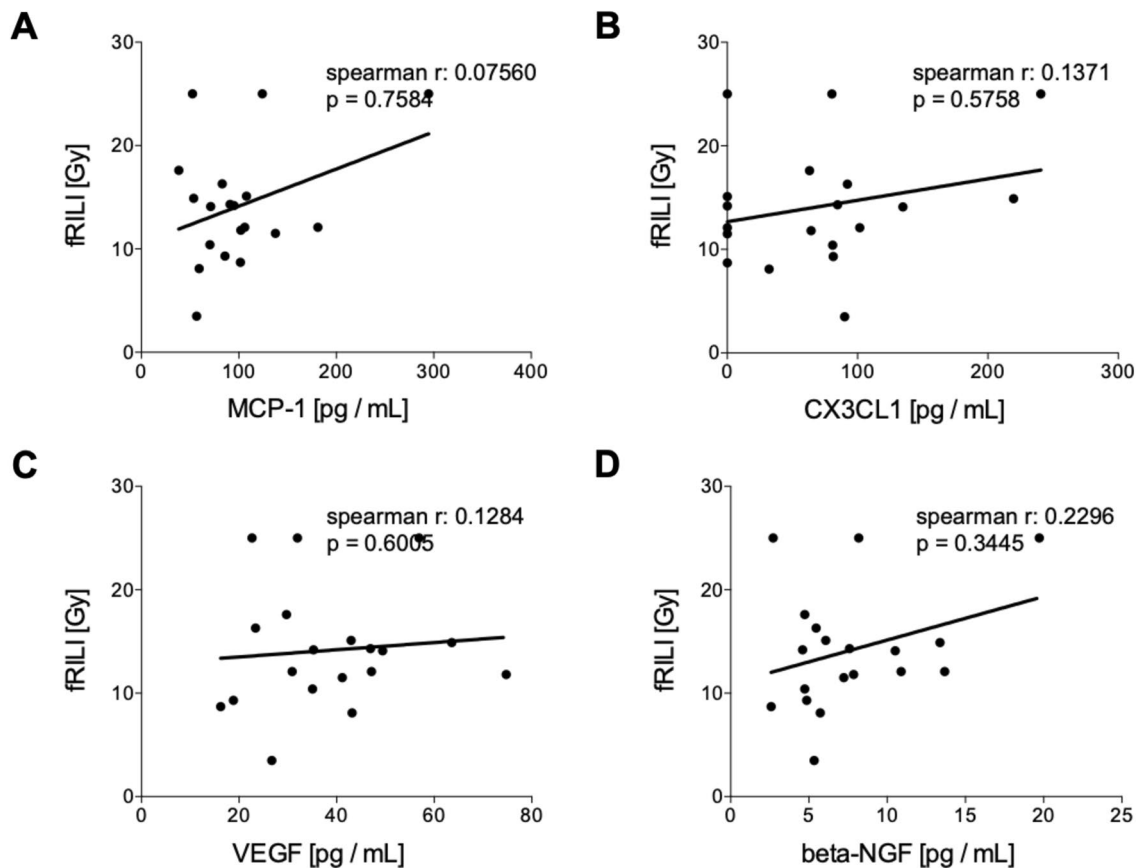 A
30
20
10
0
fRILI [Gy]
spearman r: 0.07560
p = 0.7584
0 100 200 300 400
MCP-1 [pg / mL]
B
30
20
10
0
fRILI [Gy]
spearman r: 0.1371
p = 0.5758
0 100 200 300
CX3CL1 [pg / mL]
C
30
20
10
0
fRILI [Gy]
spearman r: 0.1284
p = 0.6005
0 20 40 60 80
VEGF [pg / mL]
D
30
20
10
0
fRILI [Gy]
spearman r: 0.2296
p = 0.3445
0 5 10 15 20 25
beta-NGF [pg / mL]